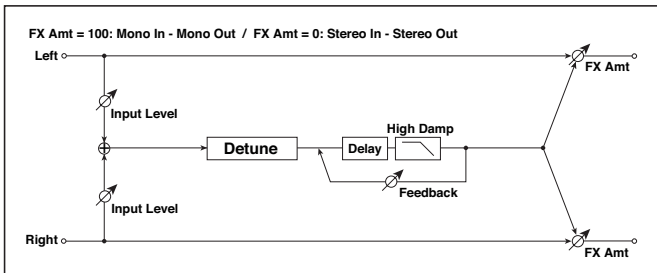 FX Amt = 100: Mono In - Mono Out / FX Amt = 0: Stereo In - Stereo Out
Left
FX Amt
Input Level
High Damp
Detune
Delay
Feedback
Input Level
Right
FX Amt